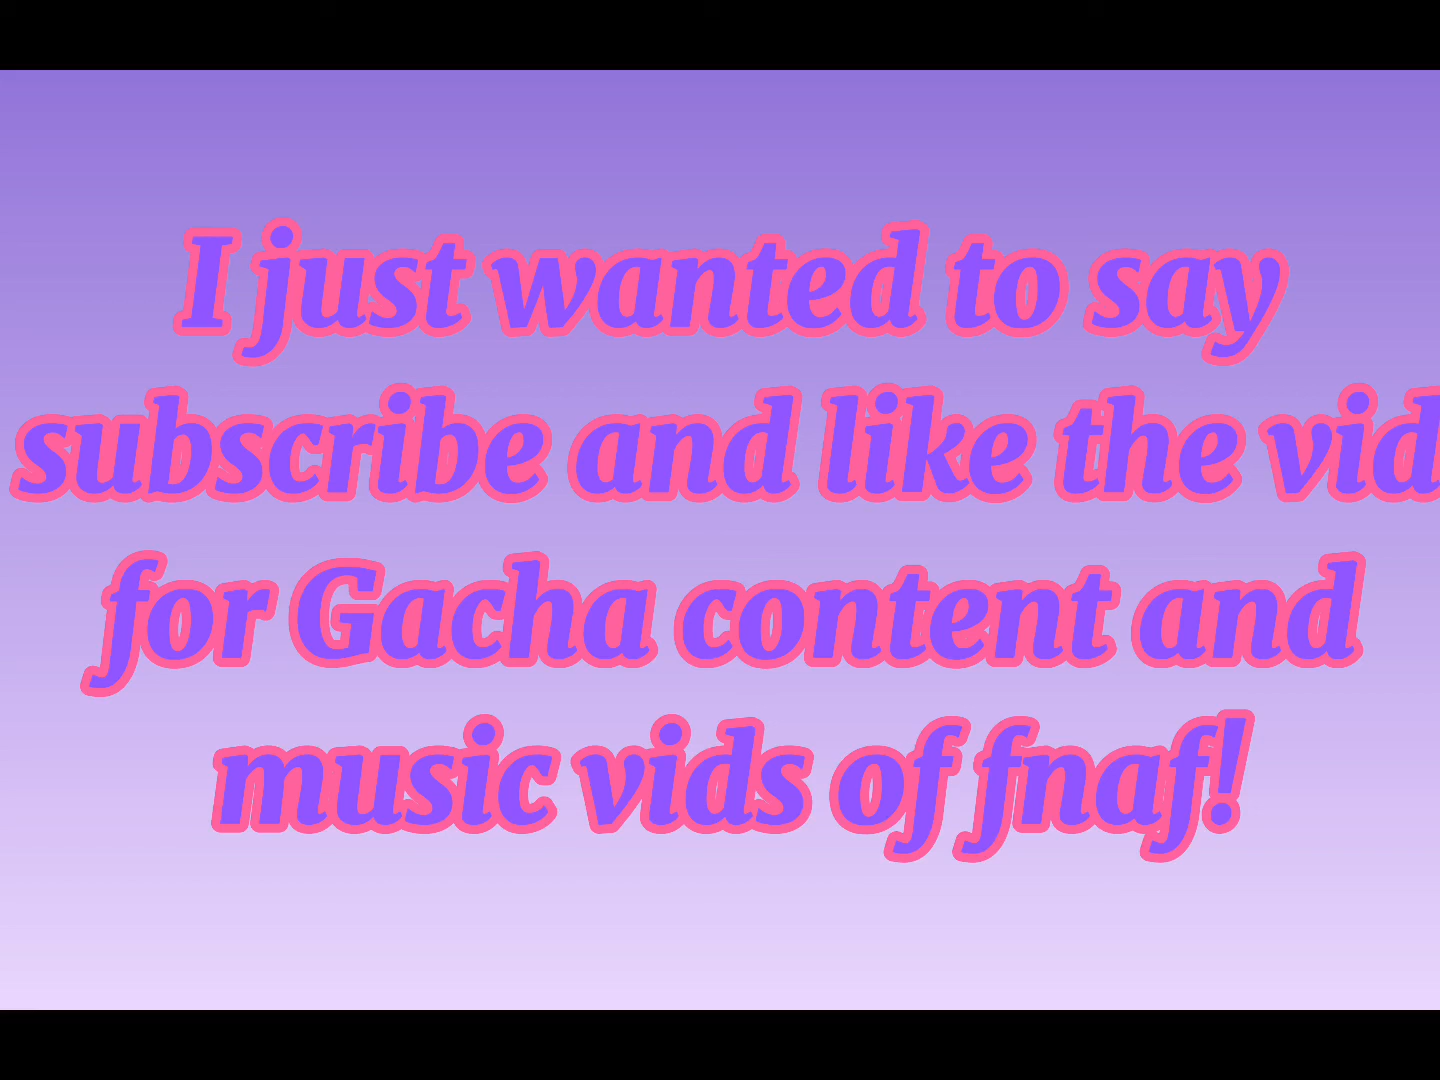 I just wanted to say
subscribe and like the vid
for Gacha content and
music vids of fnaf!